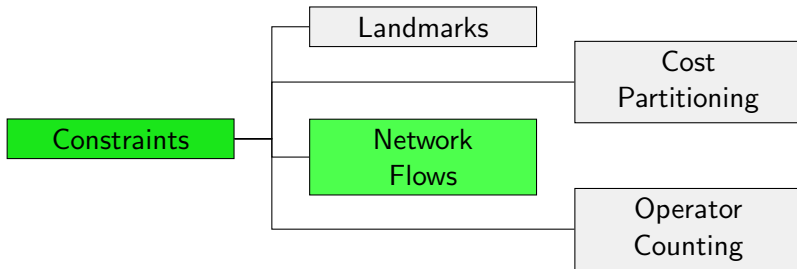 Landmarks
Cost
Partitioning
Constraints
Network
Flows
Operator
Counting